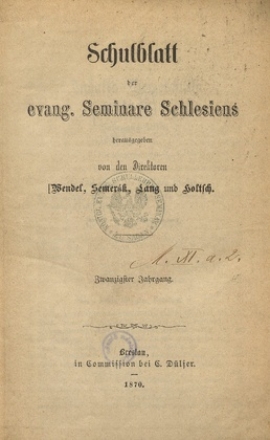 Schulblatt
der
evang. Seminare Schlesiens
herausgegeben
von den Direktoren
Wendel, Lang und Holtsch.
Zwanzigster Jahrgang.
Breslau,
in Commission bei C. Dülfer.
1870.